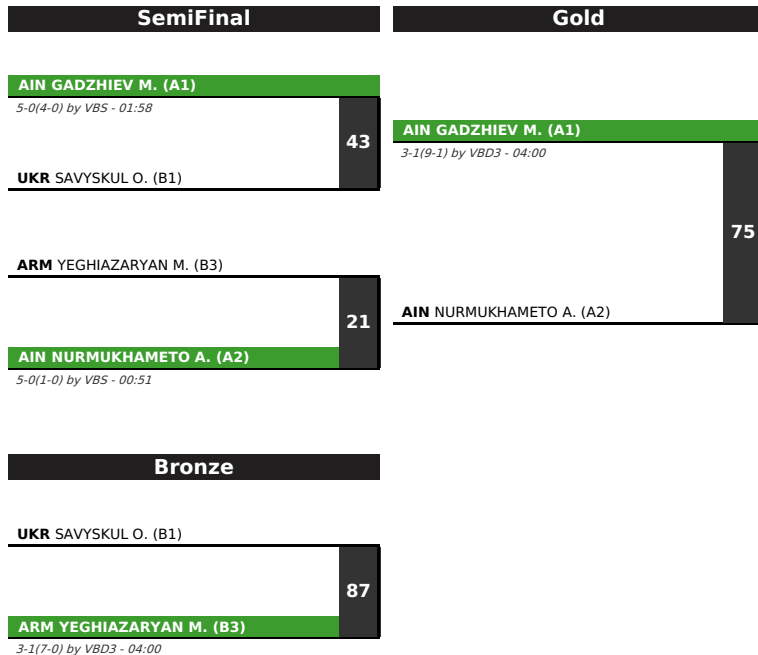 SemiFinal
AIN GADZHIEV M. (A1)
5-0(4-0) by VBS - 01:58
43
UKR SAVYSKUL O. (B1)
ARM YEGHIAZARYAN M. (B3)
21
AIN NURMUKHAMETO A. (A2)
5-0(1-0) by VBS - 00:51
Gold
AIN GADZHIEV M. (A1)
3-1(9-1) by VBD3 - 04:00
75
AIN NURMUKHAMETO A. (A2)
Bronze
UKR SAVYSKUL O. (B1)
87
ARM YEGHIAZARYAN M. (B3)
3-1(7-0) by VBD3 - 04:00